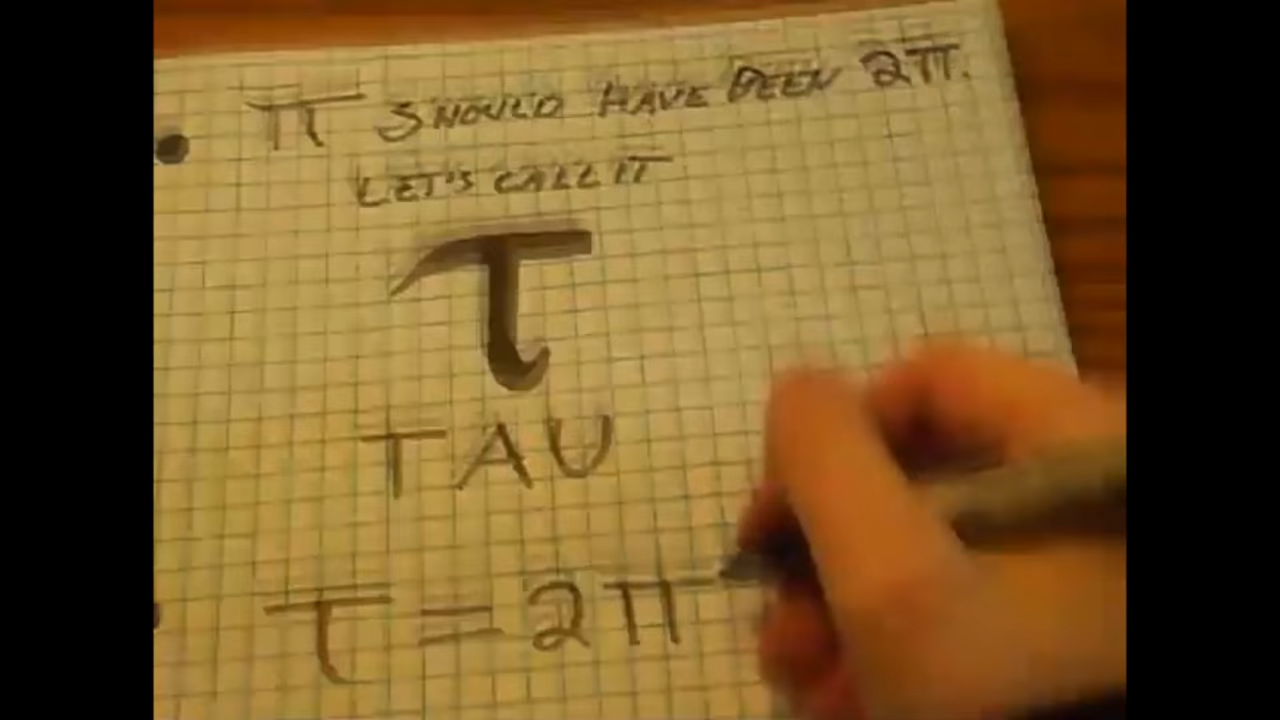 π SHOULD HAVE BEEN 2π.
LET'S CALL IT
τ
TAU
τ = 2π